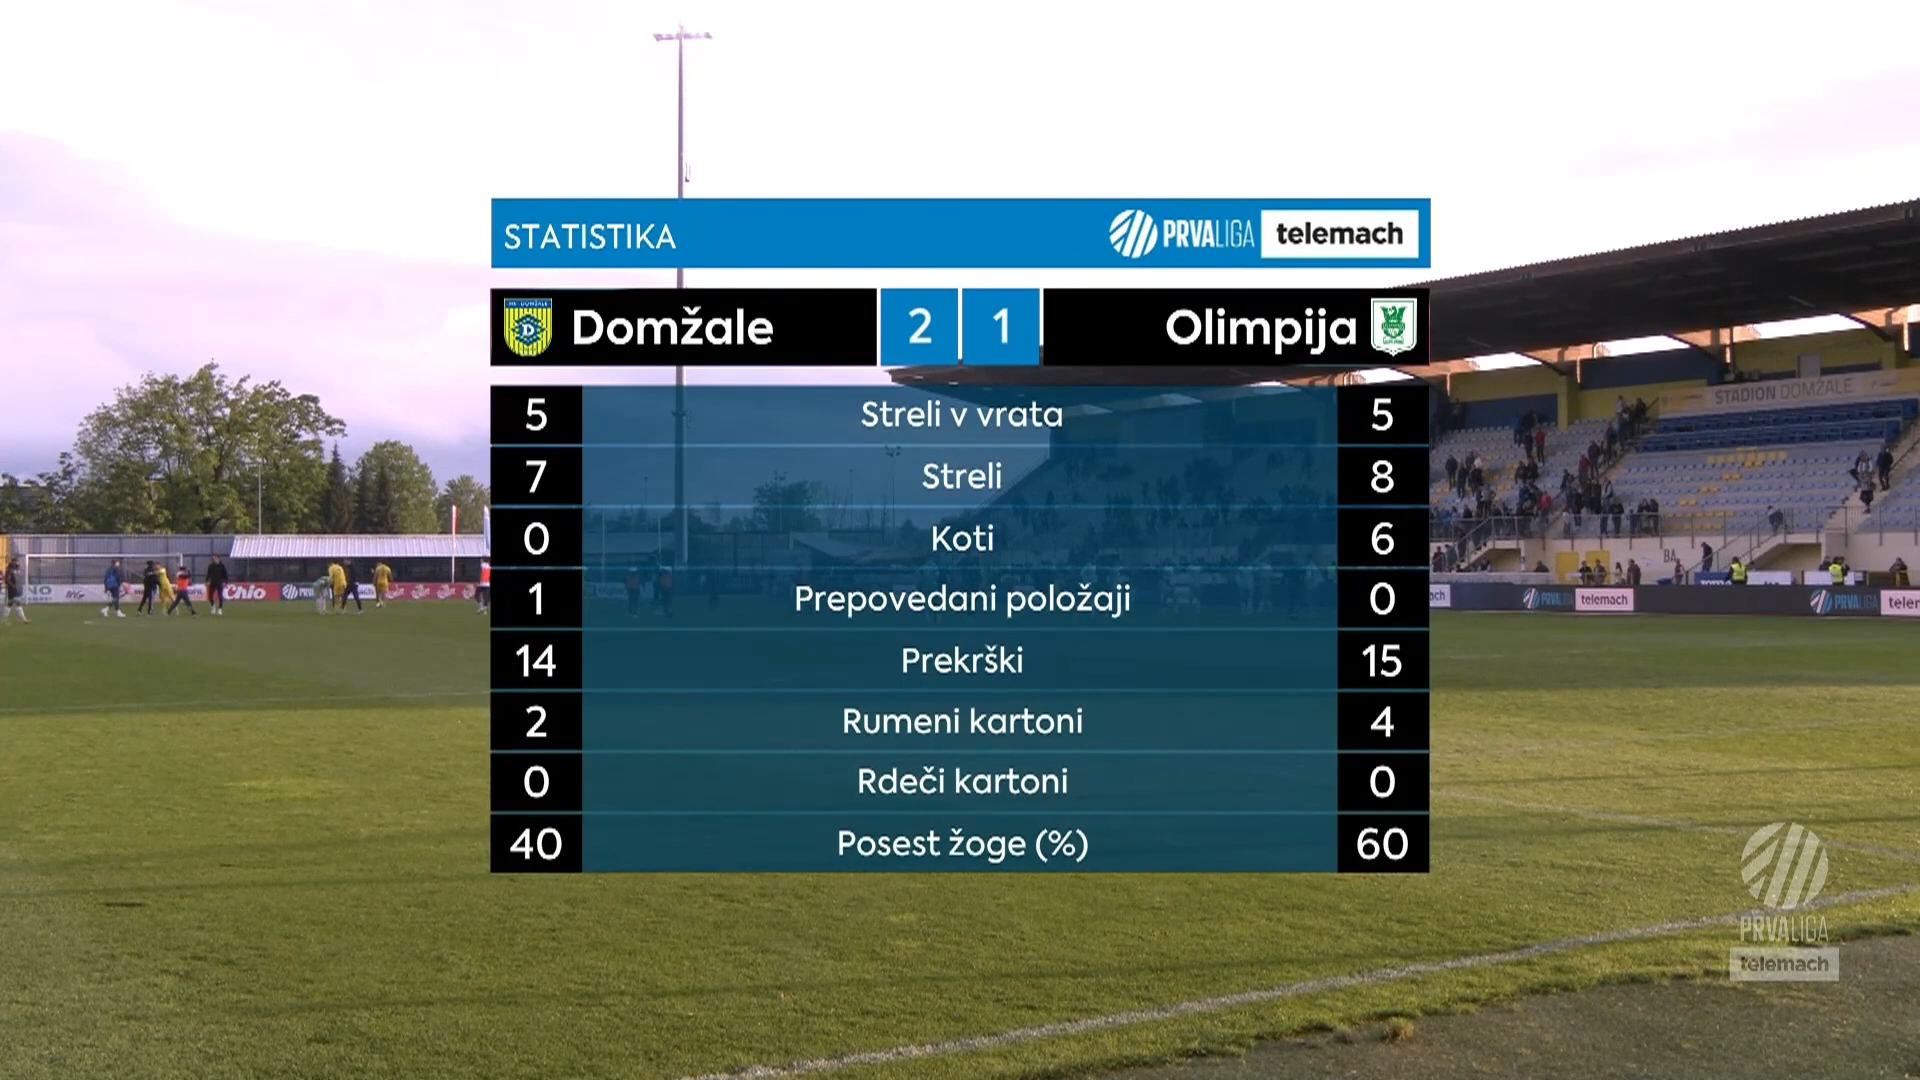 STATISTIKA
PRVALIGA telemach
Domžale 2 1 Olimpija
5 Streli v vrata 5
7 Streli 8
0 Koti 6
1 Prepovedani položaji 0
14 Prekrški 15
2 Rumeni kartoni 4
0 Rdeči kartoni 0
40 Posest žoge (%) 60
STADION DOMŽALE
Chio
PRVALIGA telemach
PRVALIGA
telemach